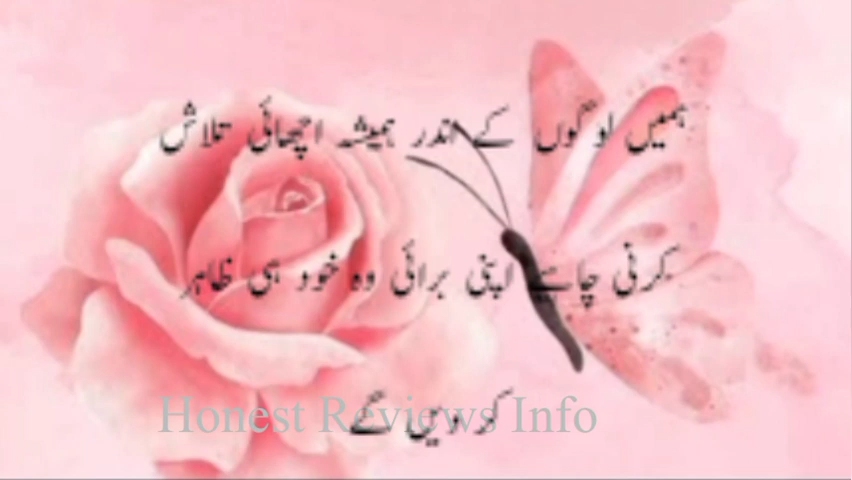 ہمیں لوگوں کے اندر ہمیشہ اچھائی تلاش
کرنی چاہیے اپنی برائی وہ خود ہی ظاہر
کر دیں گے
Honest Reviews Info